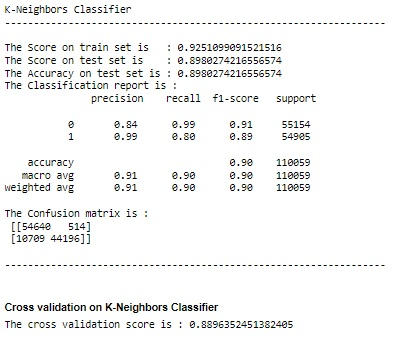 K-Neighbors Classifier
--------------------------------------------------------------------------------
The Score on train set is   : 0.9251099091521516
The Score on test set is    : 0.8980274216556574
The Accuracy on test set is : 0.8980274216556574
The Classification report is :
precision    recall  f1-score   support
0       0.84      0.99      0.91     55154
1       0.99      0.80      0.89     54905
accuracy                           0.90    110059
macro avg       0.91      0.90      0.90    110059
weighted avg       0.91      0.90      0.90    110059
The Confusion matrix is :
[[54640   514]
[10709 44196]]
--------------------------------------------------------------------------------
Cross validation on K-Neighbors Classifier
The cross validation score is : 0.8896352451382405